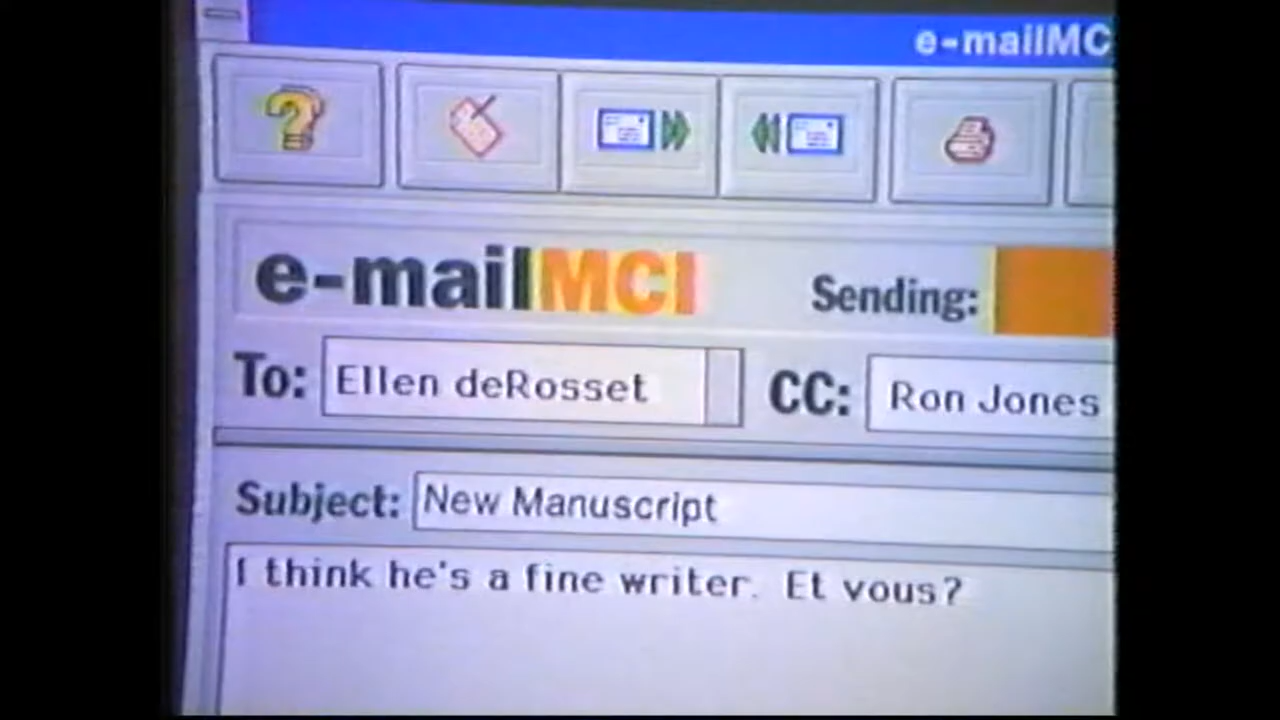 e-mailMC
?
e-mailMCI Sending:
To: Ellen deRosset CC: Ron Jones
Subject: New Manuscript
I think he's a fine writer. Et vous?